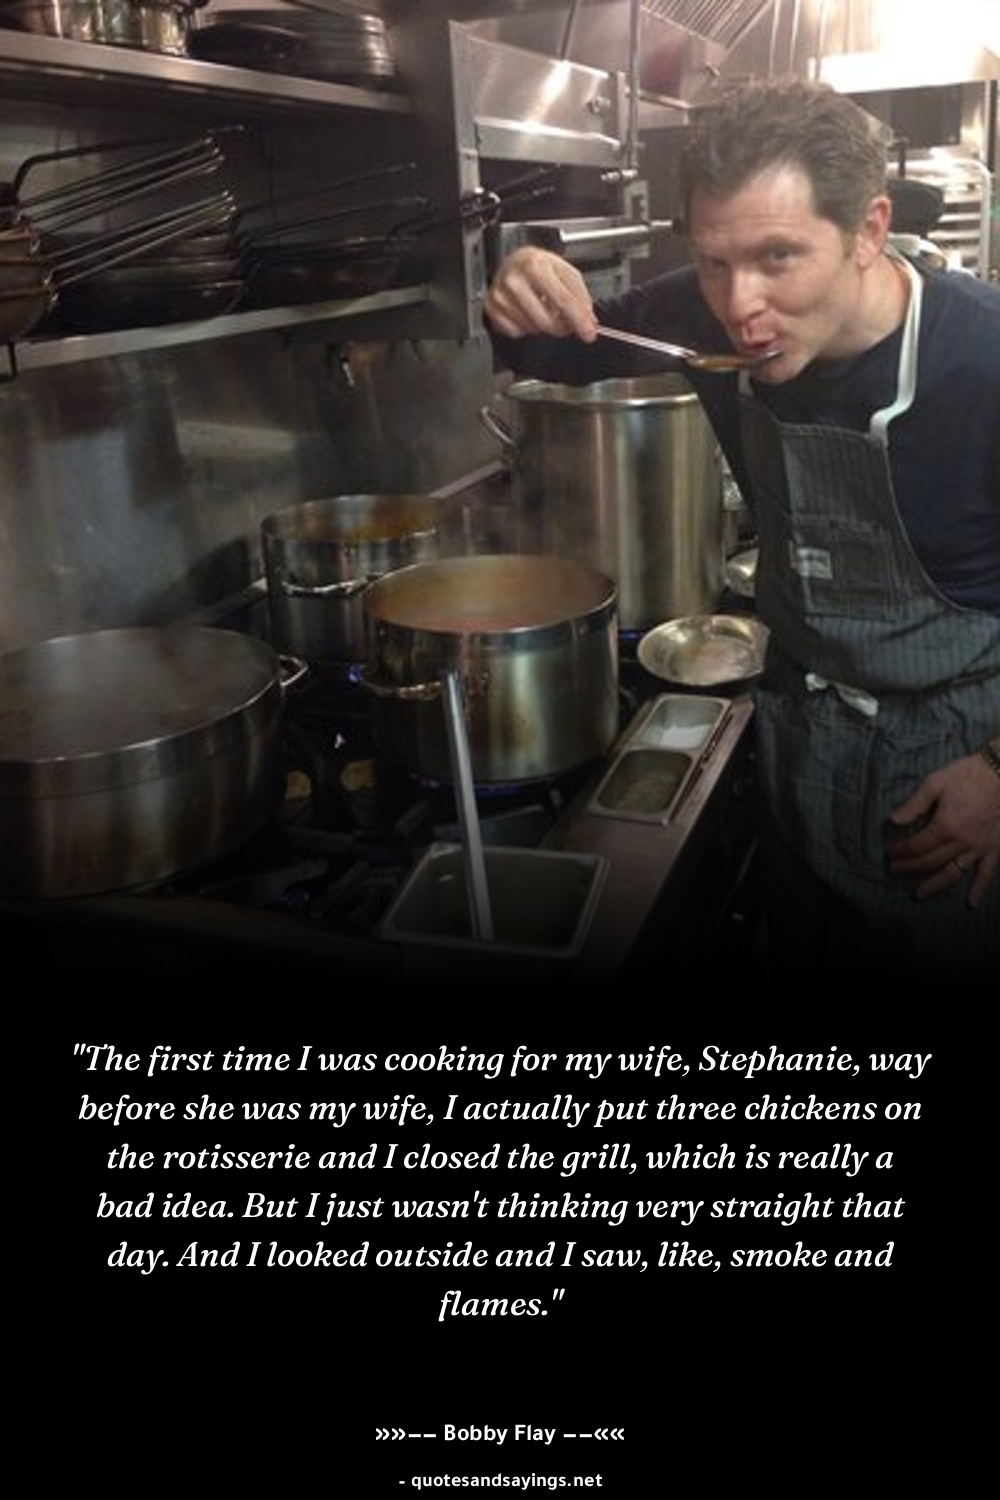 "The first time I was cooking for my wife, Stephanie, way
before she was my wife, I actually put three chickens on
the rotisserie and I closed the grill, which is really a
bad idea. But I just wasn't thinking very straight that
day. And I looked outside and I saw, like, smoke and
flames."
»»−− Bobby Flay −−««
- quotesandsayings.net